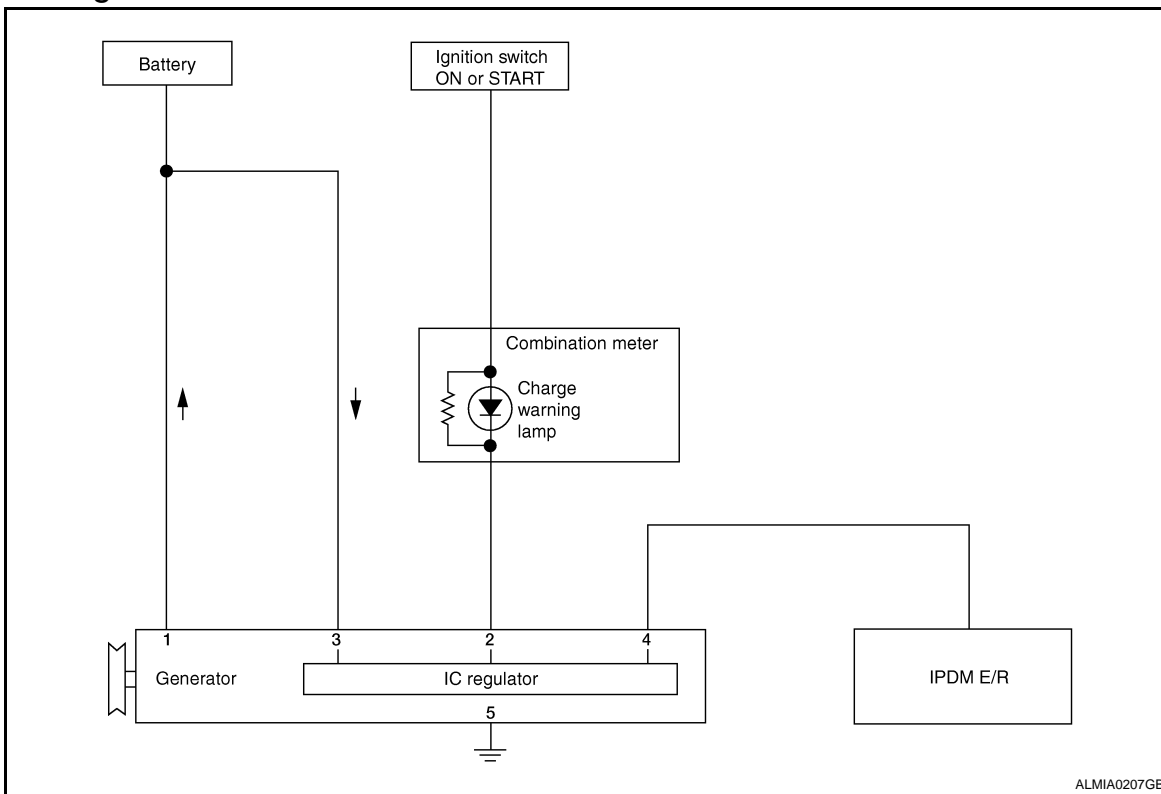 Battery
Ignition switch
ON or START
Combination meter
Charge
warning
lamp
1
3
2
4
Generator
IC regulator
IPDM E/R
5
ALMIA0207GB